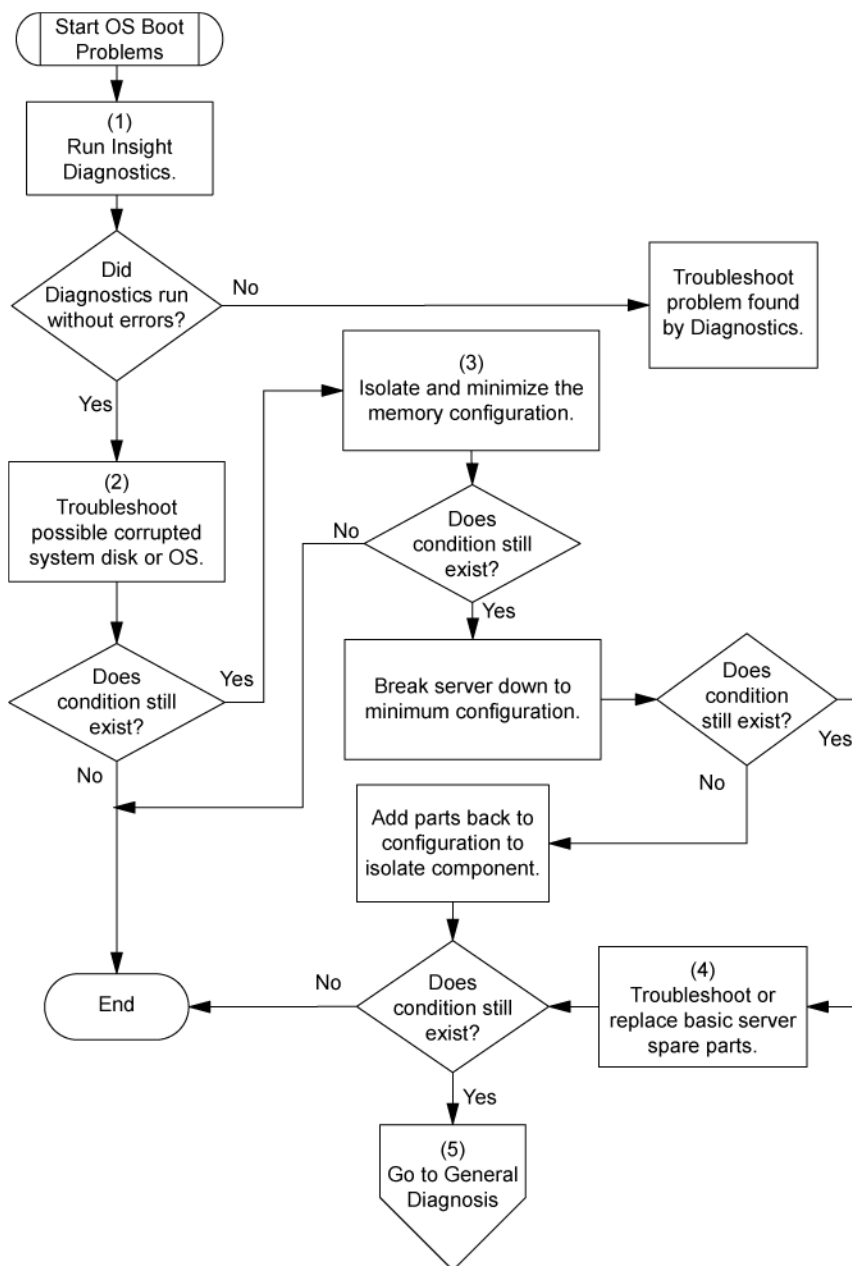 Start OS Boot
Problems
(1)
Run Insight
Diagnostics.
Did
Diagnostics run
without errors?
No
Troubleshoot
problem found
by Diagnostics.
Yes
(2)
Troubleshoot
possible corrupted
system disk or OS.
Does
condition still
exist?
Yes
No
(3)
Isolate and minimize the
memory configuration.
Does
condition still
exist?
No
Yes
Break server down to
minimum configuration.
Does
condition
still exist?
Yes
No
Add parts back to
configuration to
isolate component.
(4)
Troubleshoot or
replace basic server
spare parts.
Does
condition still
exist?
No
End
Yes
(5)
Go to General
Diagnosis